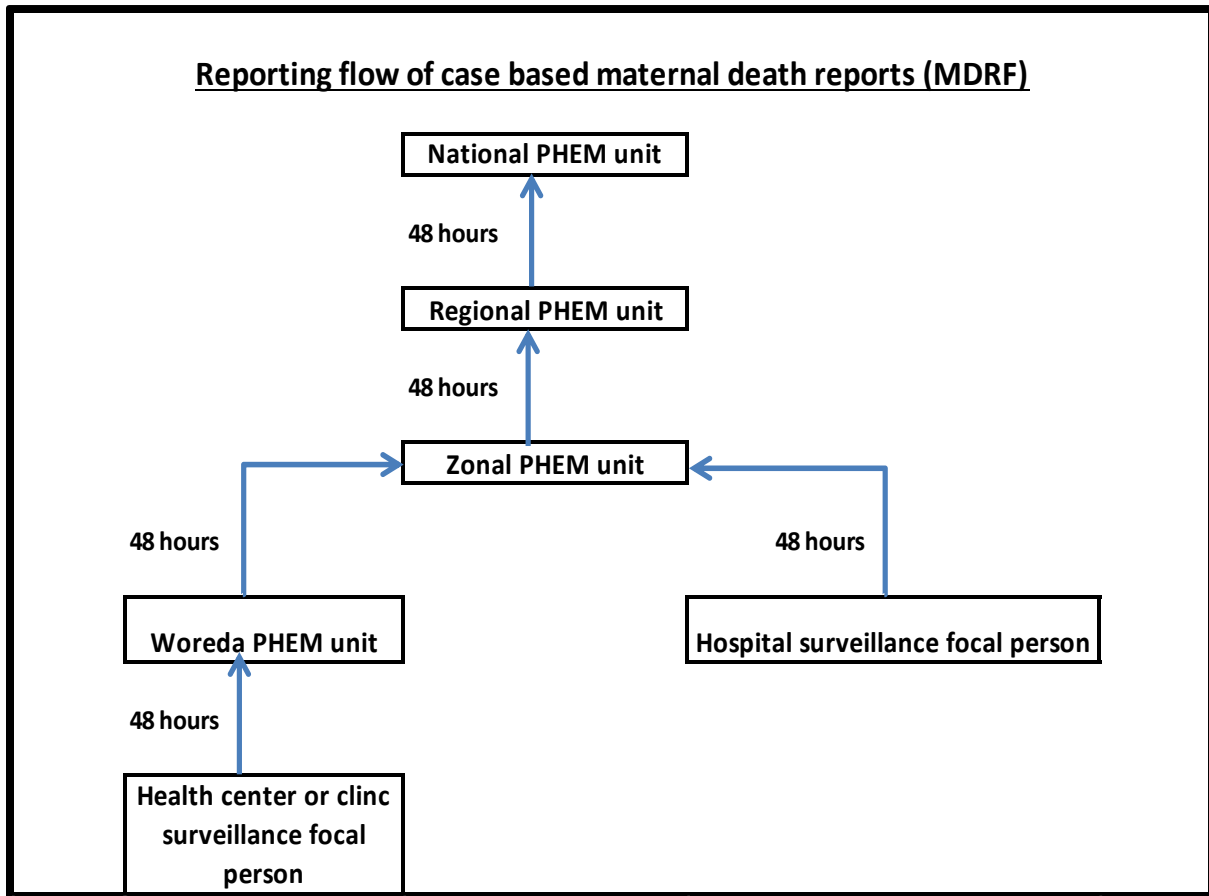 Reporting flow of case based maternal death reports (MDRF)
National PHEM unit
48 hours
Regional PHEM unit
48 hours
Zonal PHEM unit
48 hours
48 hours
Woreda PHEM unit
Hospital surveillance focal person
48 hours
Health center or clinc
surveillance focal
person